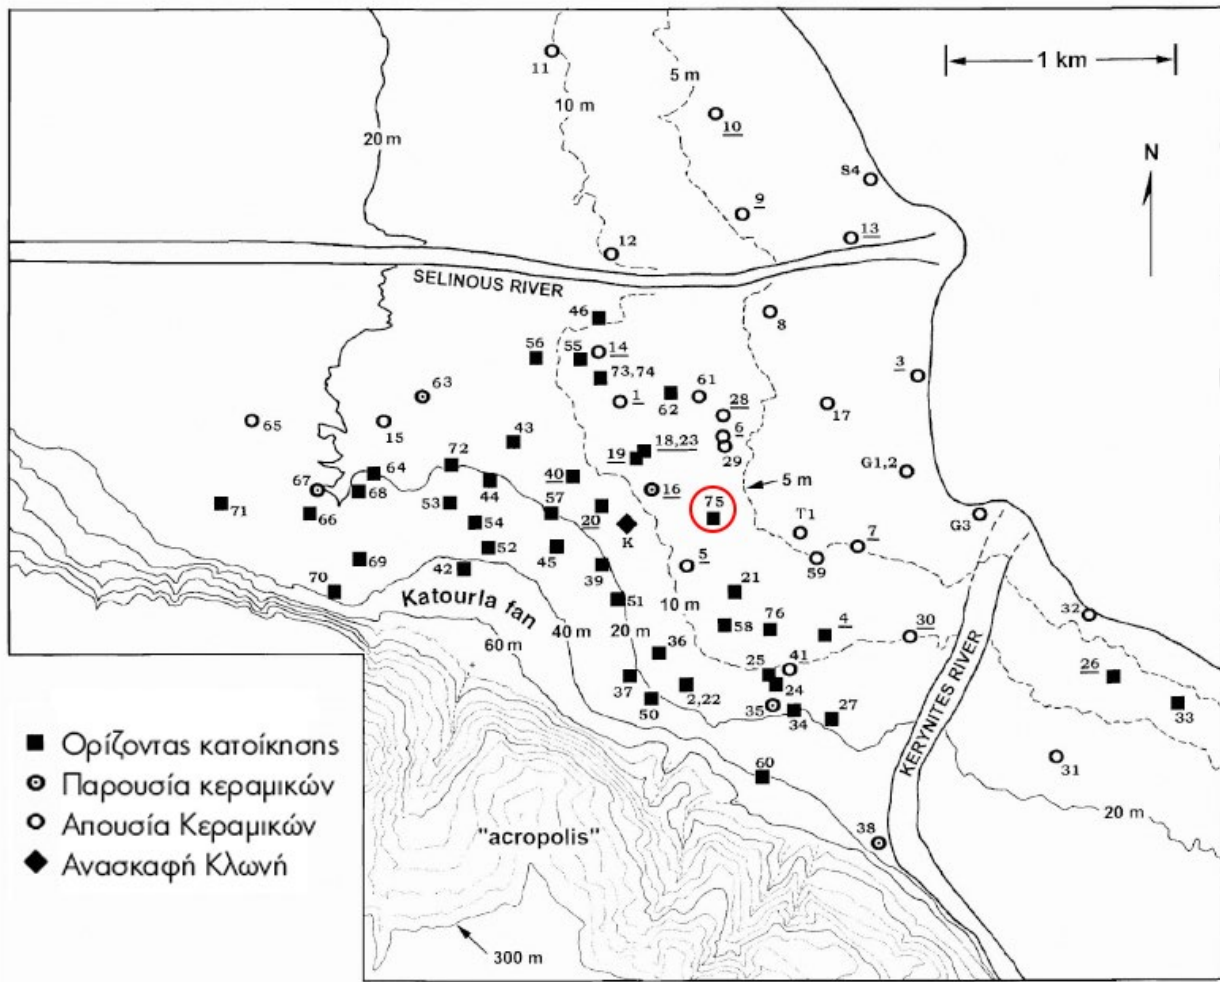 11
10 m
5 m
1 km
10
20 m
N
S4
9
13
12
SELINOUS RIVER
46
8
56
55
14
73,74
3
63
1
62
61
28
17
65
15
43
6
18,23
19
29
72
64
40
G1,2
67
68
44
16
5 m
75
71
66
53
57
20
T1
7
G3
54
K
52
45
59
69
42
39
5
70
21
Katourla fan
51
10 m
32
58
76
4
30
60 m
40 m
20 m
36
41
25
26
37
2,22
24
50
35
34
27
33
KERYNITES RIVER
Ορίζοντας κατοίκησης
60
31
Παρουσία κεραμικών
20 m
Απουσία Κεραμικών
"acropolis"
38
Ανασκαφή Κλωνή
300 m